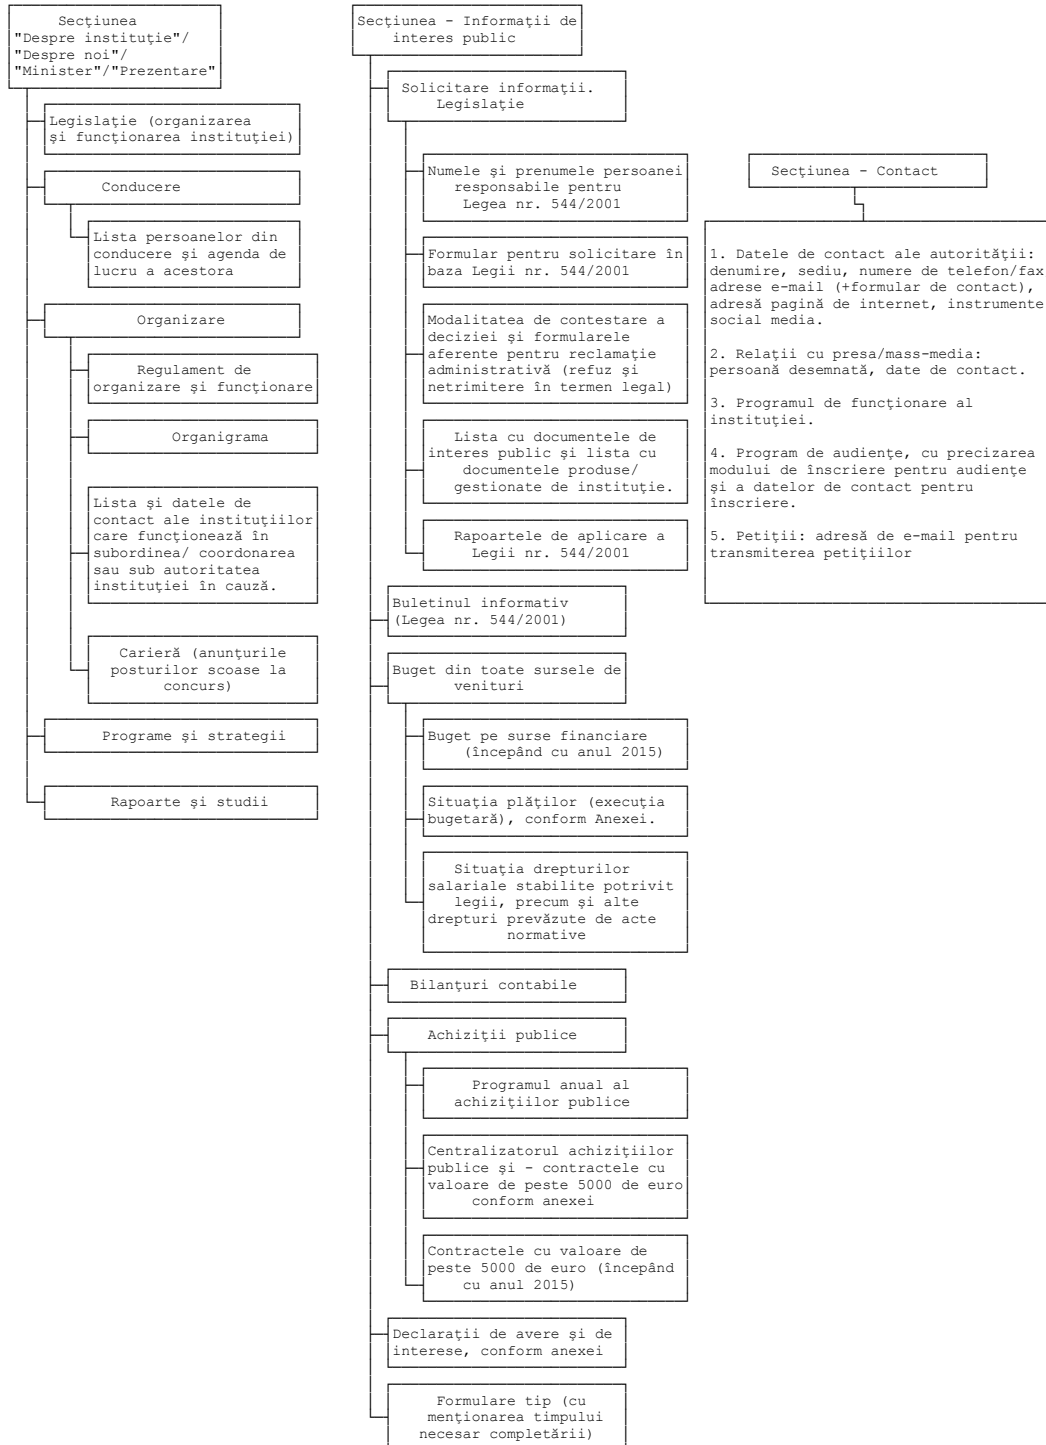 Secţiunea
"Despre instituţie"/
"Despre noi"/
"Minister"/"Prezentare"
Legislaţie (organizarea
şi funcţionarea instituţiei)
Conducere
Lista persoanelor din
conducere şi agenda de
lucru a acestora
Organizare
Regulament de
organizare şi funcţionare
Organigrama
Lista şi datele de
contact ale instituţiilor
care funcţionează în
subordinea/ coordonarea
sau sub autoritatea
instituţiei în cauză.
Carieră (anunţurile
posturilor scoase la
concurs)
Programe şi strategii
Rapoarte şi studii
Secţiunea - Informaţii de
interes public
Solicitare informaţii.
Legislaţie
Numele şi prenumele persoanei
responsabile pentru
Legea nr. 544/2001
Formular pentru solicitare în
baza Legii nr. 544/2001
Modalitatea de contestare a
deciziei şi formularele
aferente pentru reclamaţie
administrativă (refuz şi
netrimitere în termen legal)
Lista cu documentele de
interes public şi lista cu
documentele produse/
gestionate de instituţie.
Rapoartele de aplicare a
Legii nr. 544/2001
Buletinul informativ
(Legea nr. 544/2001)
Buget din toate sursele de
venituri
Buget pe surse financiare
(începând cu anul 2015)
Situaţia plăţilor (execuţia
bugetară), conform Anexei.
Situaţia drepturilor
salariale stabilite potrivit
legii, precum şi alte
drepturi prevăzute de acte
normative
Bilanţuri contabile
Achiziţii publice
Programul anual al
achiziţiilor publice
Centralizatorul achiziţiilor
publice şi - contractele cu
valoare de peste 5000 de euro
conform anexei
Contractele cu valoare de
peste 5000 de euro (începând
cu anul 2015)
Declaraţii de avere şi de
interese, conform anexei
Formulare tip (cu
menţionarea timpului
necesar completării)
Secţiunea - Contact
1. Datele de contact ale autorităţii:
denumire, sediu, numere de telefon/fax
adrese e-mail (+formular de contact),
adresă pagină de internet, instrumente
social media.
2. Relaţii cu presa/mass-media:
persoană desemnată, date de contact.
3. Programul de funcţionare al
instituţiei.
4. Program de audienţe, cu precizarea
modului de înscriere pentru audienţe
şi a datelor de contact pentru
înscriere.
5. Petiţii: adresă de e-mail pentru
transmiterea petiţiilor